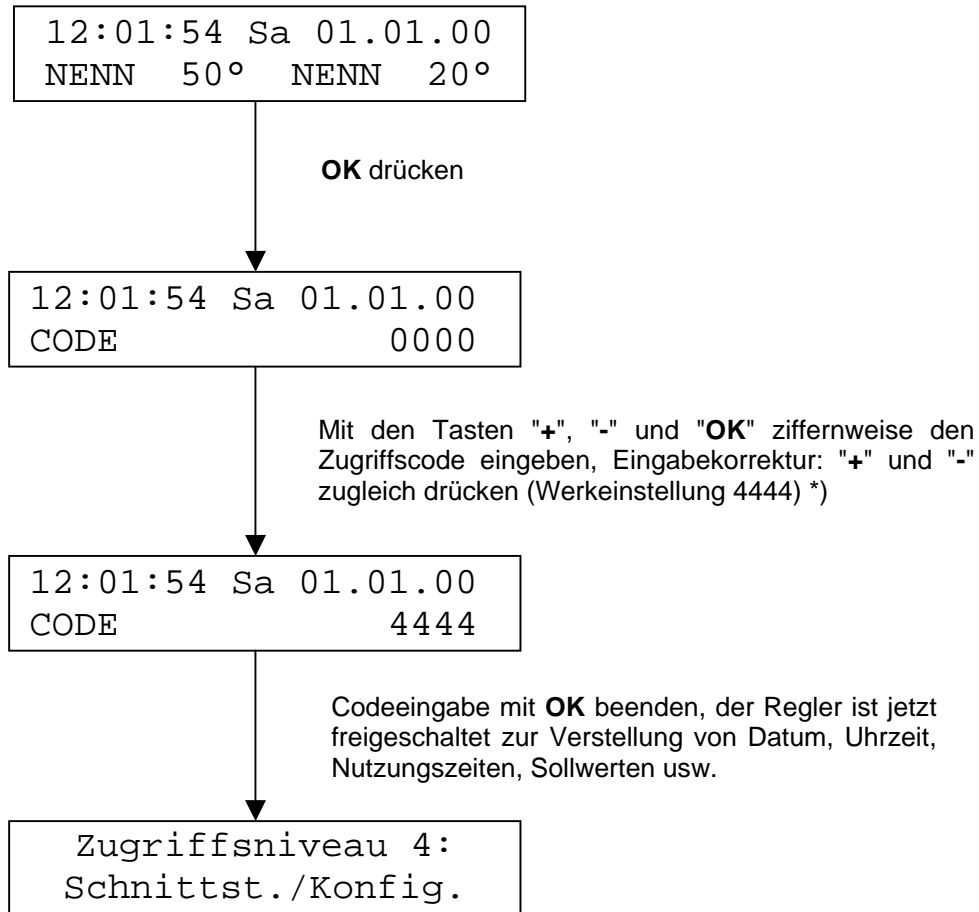 12:01:54 Sa 01.01.00
NENN 50° NENN 20°
OK drücken
12:01:54 Sa 01.01.00
CODE 0000
Mit den Tasten "+", "-" und "OK" ziffernweise den
Zugriffscode eingeben, Eingabekorrektur: "+" und "-"
zugleich drücken (Werkeinstellung 4444) *)
12:01:54 Sa 01.01.00
CODE 4444
Codeeingabe mit OK beenden, der Regler ist jetzt
freigeschaltet zur Verstellung von Datum, Uhrzeit,
Nutzungszeiten, Sollwerten usw.
Zugriffsniveau 4:
Schnittst./Konfig.